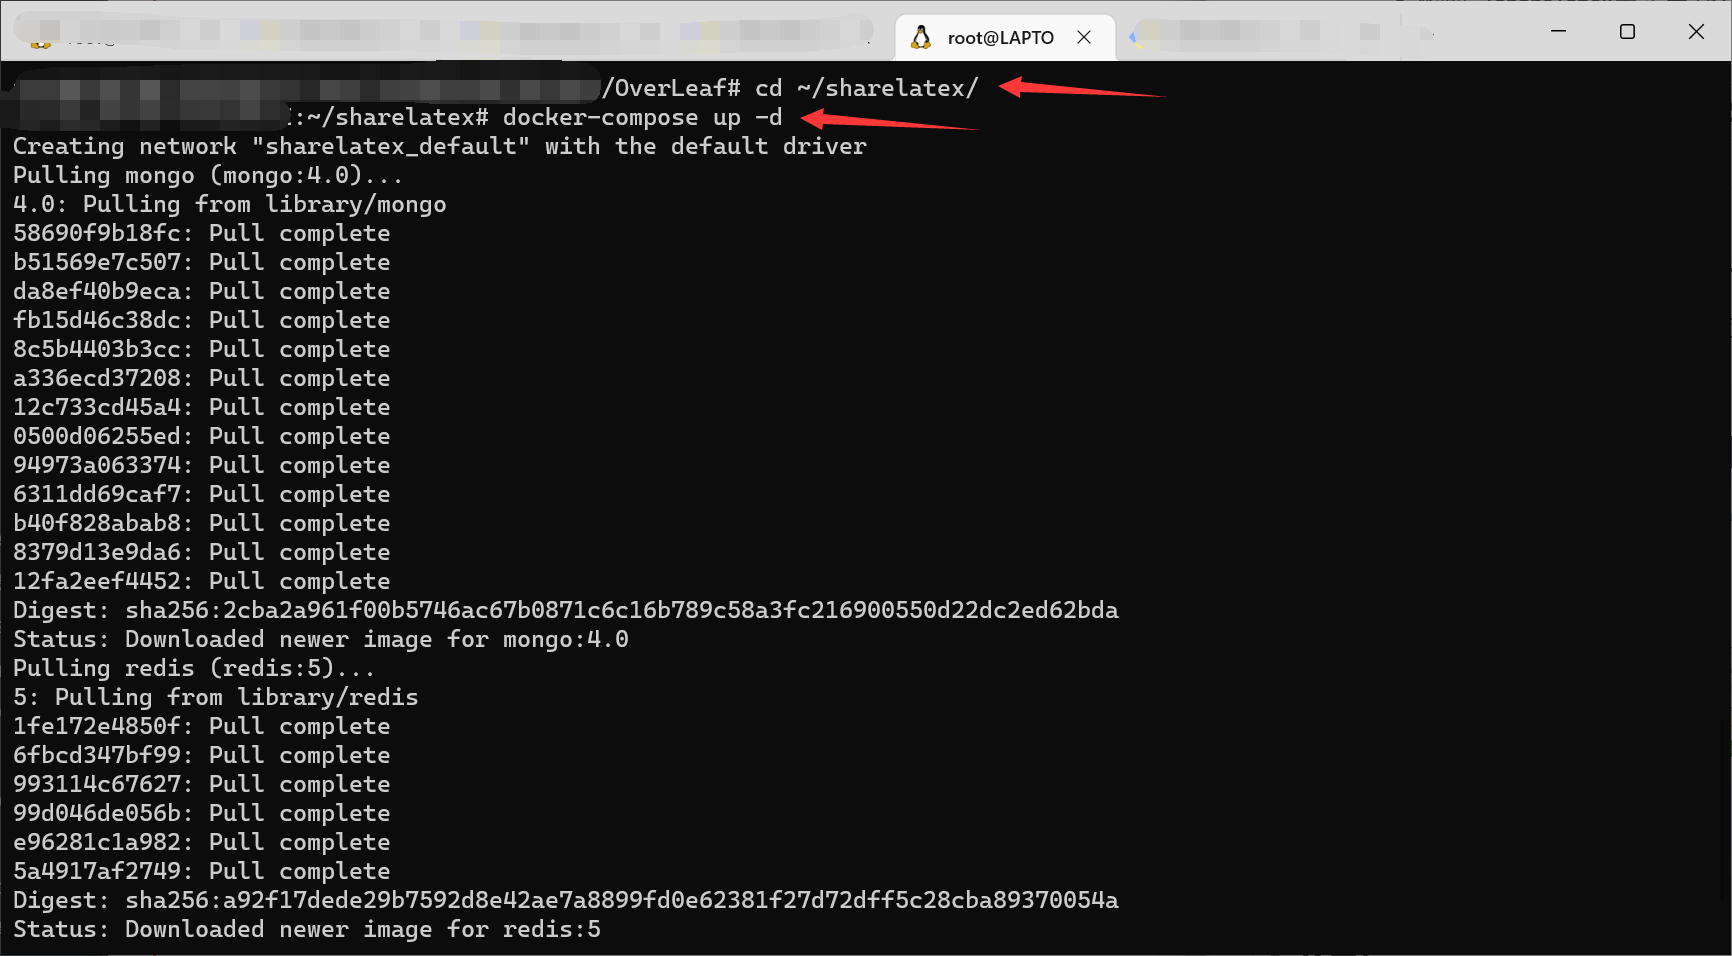 root@LAPTO
/OverLeaf# cd ~/sharelatex/
:~/sharelatex# docker-compose up -d
Creating network "sharelatex_default" with the default driver
Pulling mongo (mongo:4.0)...
4.0: Pulling from library/mongo
58690f9b18fc: Pull complete
b51569e7c507: Pull complete
da8ef40b9eca: Pull complete
fb15d46c38dc: Pull complete
8c5b4403b3cc: Pull complete
a336ecd37208: Pull complete
12c733cd45a4: Pull complete
0500d06255ed: Pull complete
94973a063374: Pull complete
6311dd69caf7: Pull complete
b40f828abab8: Pull complete
8379d13e9da6: Pull complete
12fa2eef4452: Pull complete
Digest: sha256:2cba2a961f00b5746ac67b0871c6c16b789c58a3fc216900550d22dc2ed62bda
Status: Downloaded newer image for mongo:4.0
Pulling redis (redis:5)...
5: Pulling from library/redis
1fe172e4850f: Pull complete
6fbcd347bf99: Pull complete
993114c67627: Pull complete
99d046de056b: Pull complete
e96281c1a982: Pull complete
5a4917af2749: Pull complete
Digest: sha256:a92f17dede29b7592d8e42ae7a8899fd0e62381f27d72dff5c28cba89370054a
Status: Downloaded newer image for redis:5